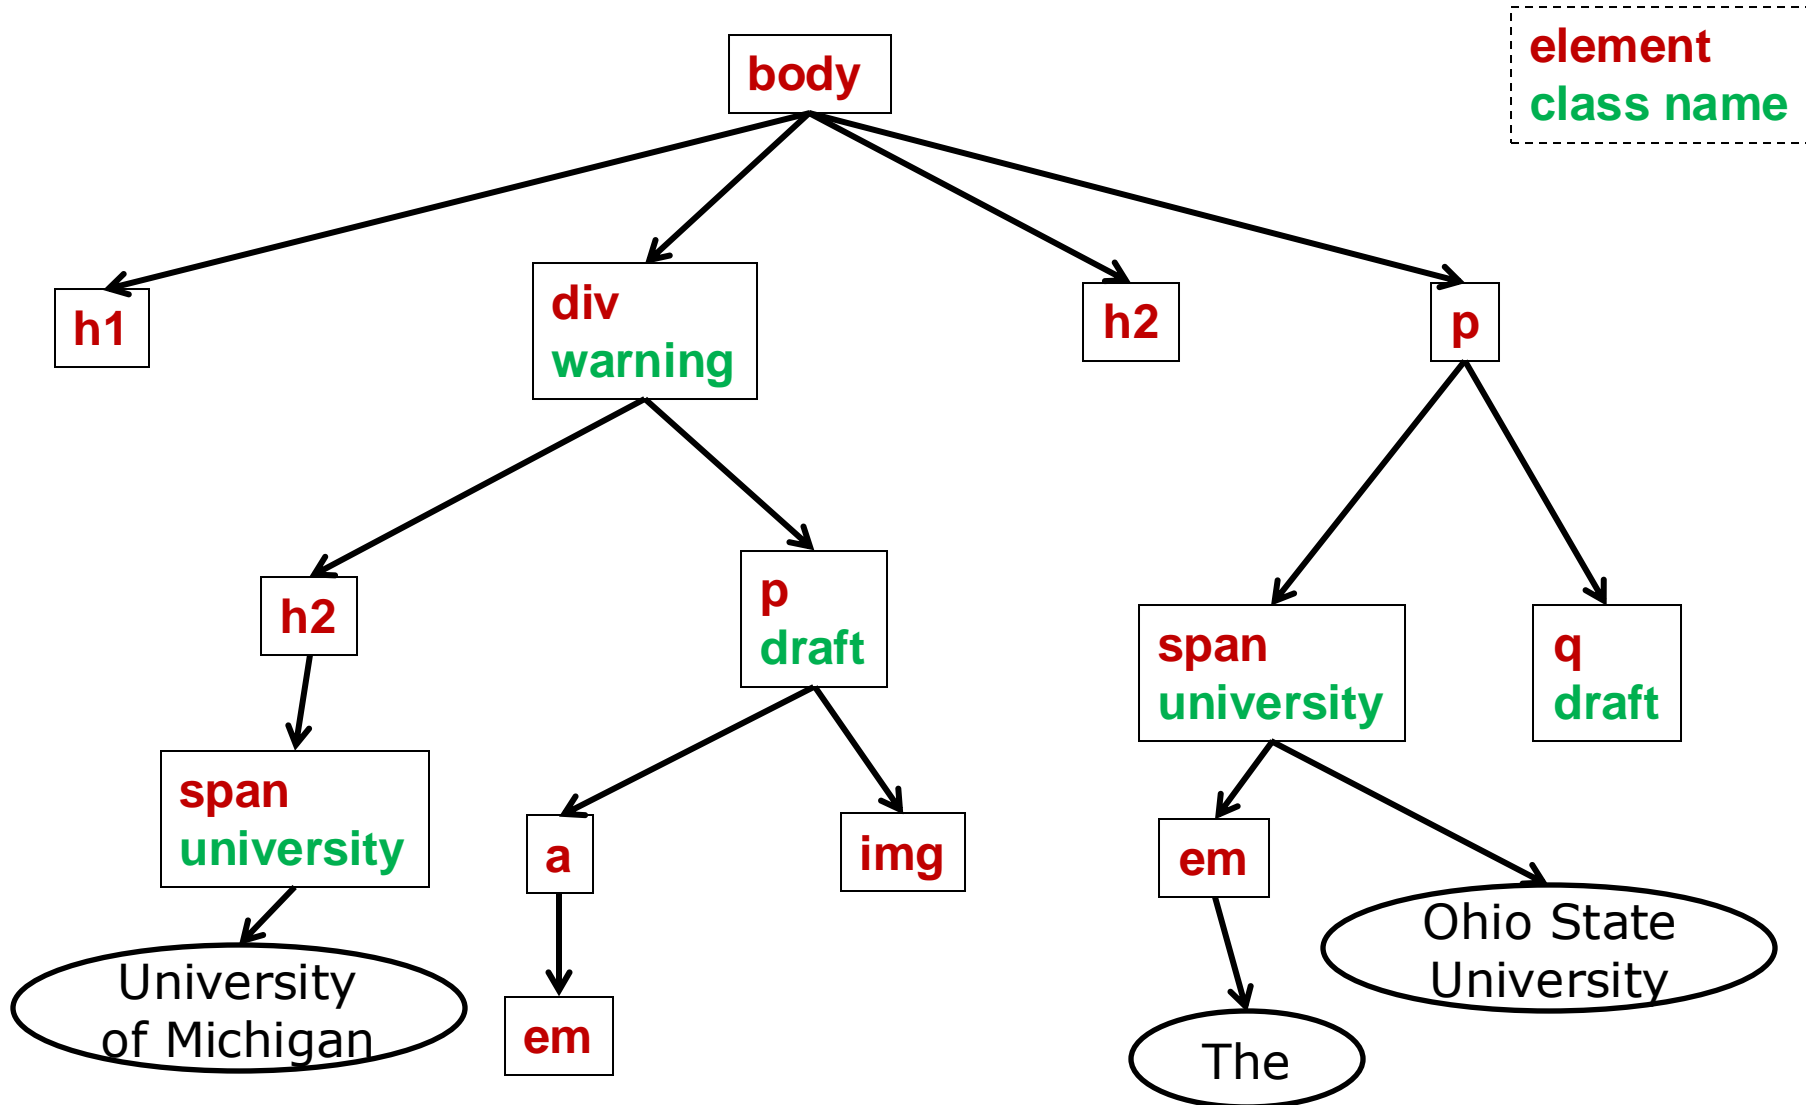 element
class name
body
h1
div
warning
h2
p
h2
p
draft
span
university
q
draft
span
university
a
img
em
Ohio State
University
University
of Michigan
em
The